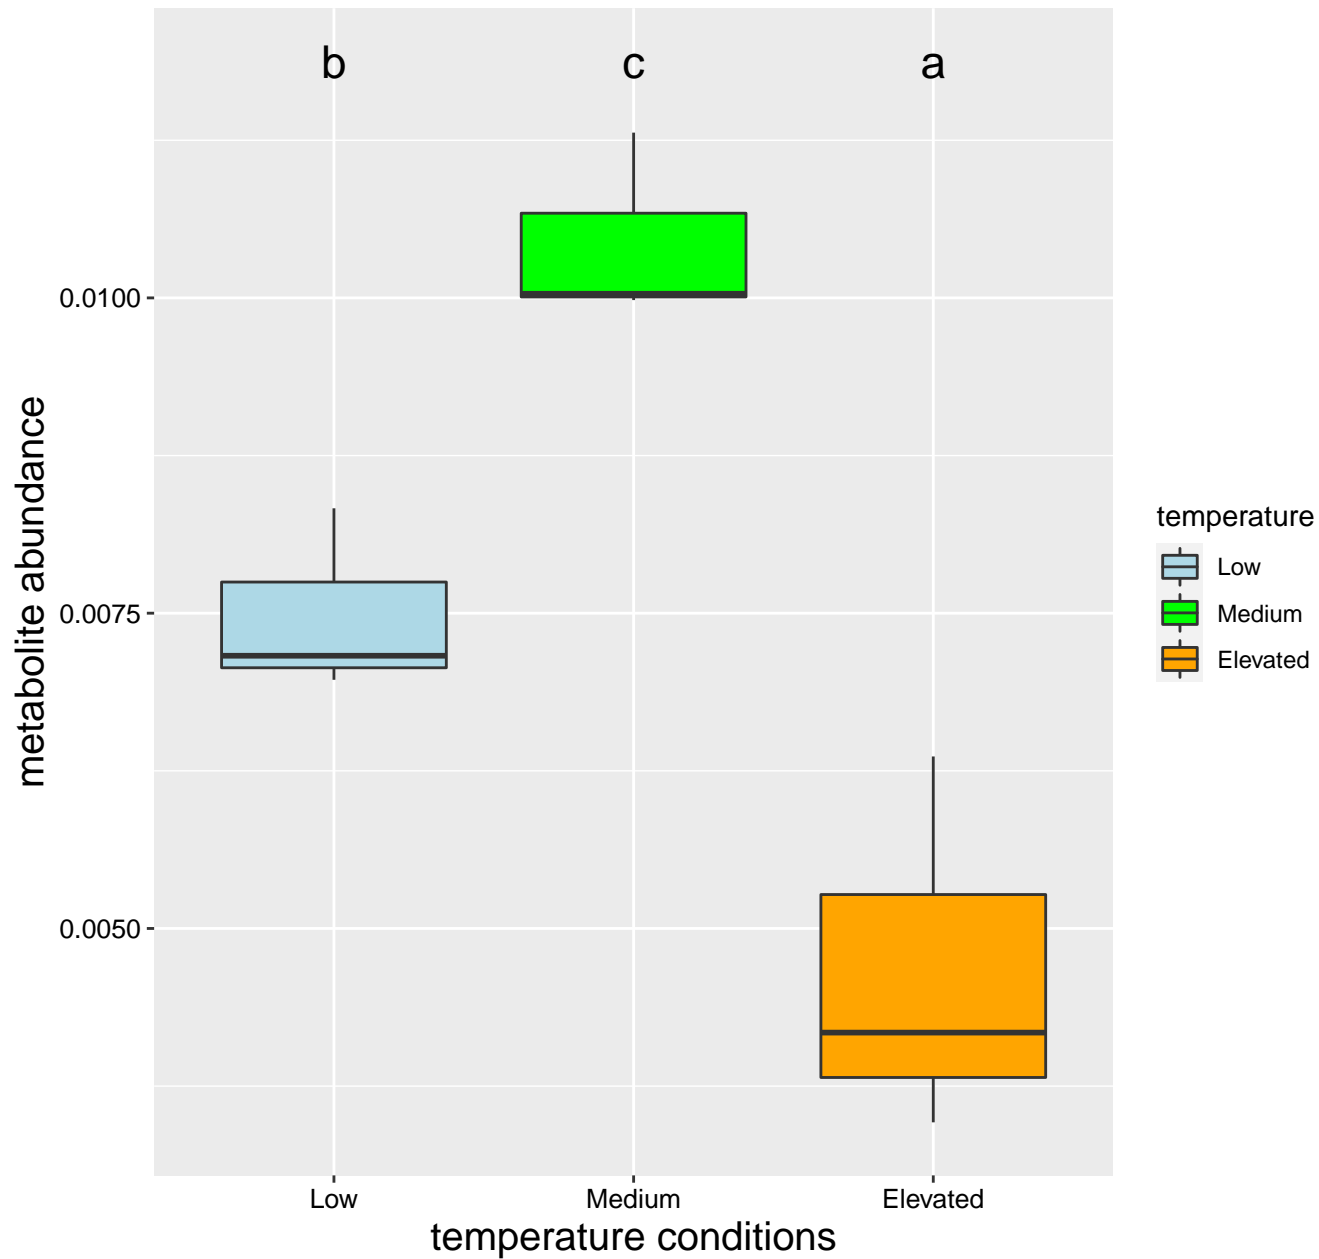 b c a
metabolite abundance
0.0100
0.0075
0.0050
Low Medium Elevated
temperature conditions
temperature
Low
Medium
Elevated